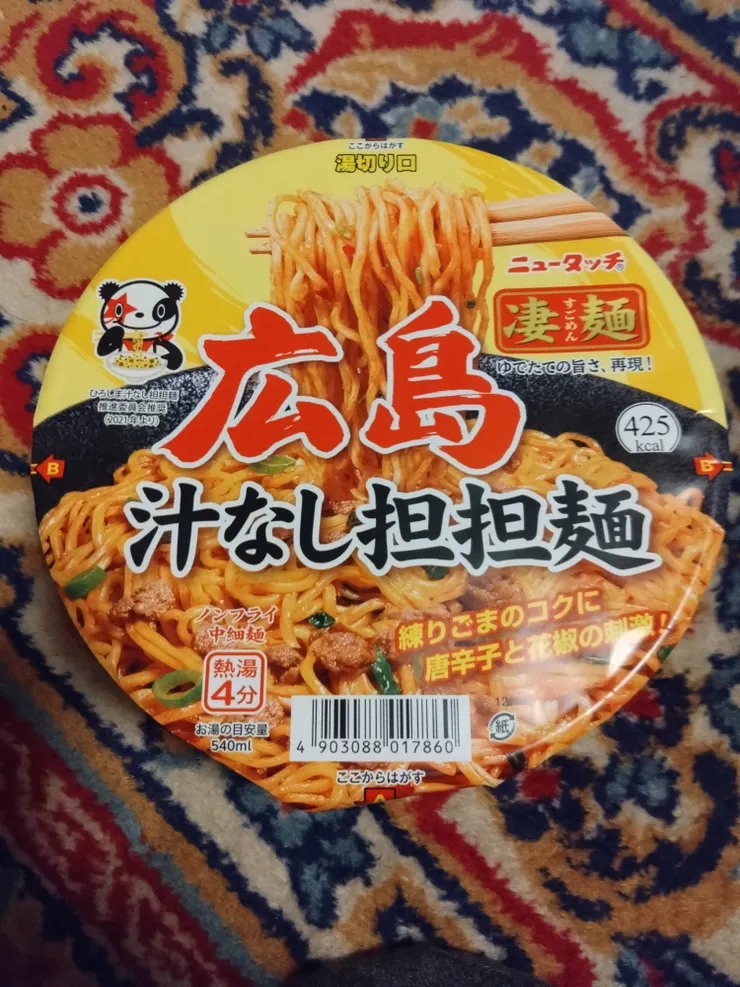 ここからはがす
湯切り口
ニュータッチ®
凄麺
すごめん
ゆでたての旨さ、再現!
ひろしま汁なし担担麺
推進委員会推奨
(2021年より)
広島
425
kcal
B
B
汁なし担担麺
ノンフライ
中細麺
練りごまのコクに
唐辛子と花椒の刺激!
熱湯
4分
お湯の目安量
540ml
4 903088 017860
12
紙
ここからはがす
A